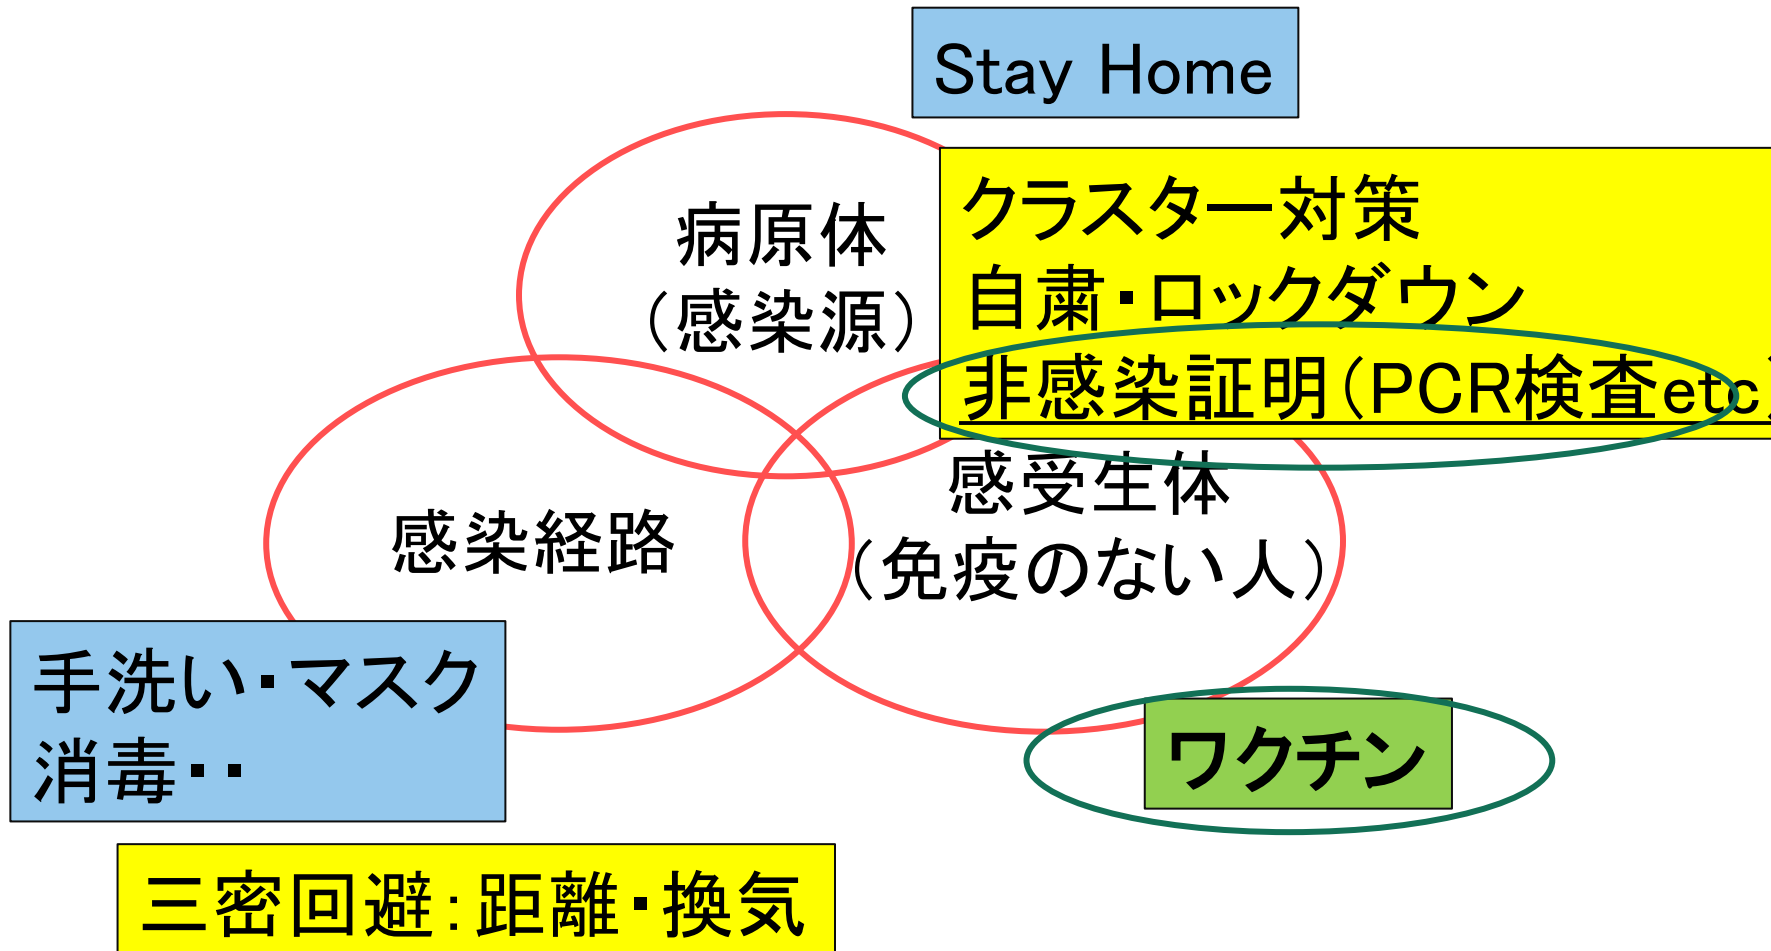 Stay Home
病原体
（感染源）
クラスター対策
自粛・ロックダウン
非感染証明（PCR検査etc）
感染経路
感受生体
（免疫のない人）
手洗い・マスク
消毒・・
ワクチン
三密回避：距離・換気